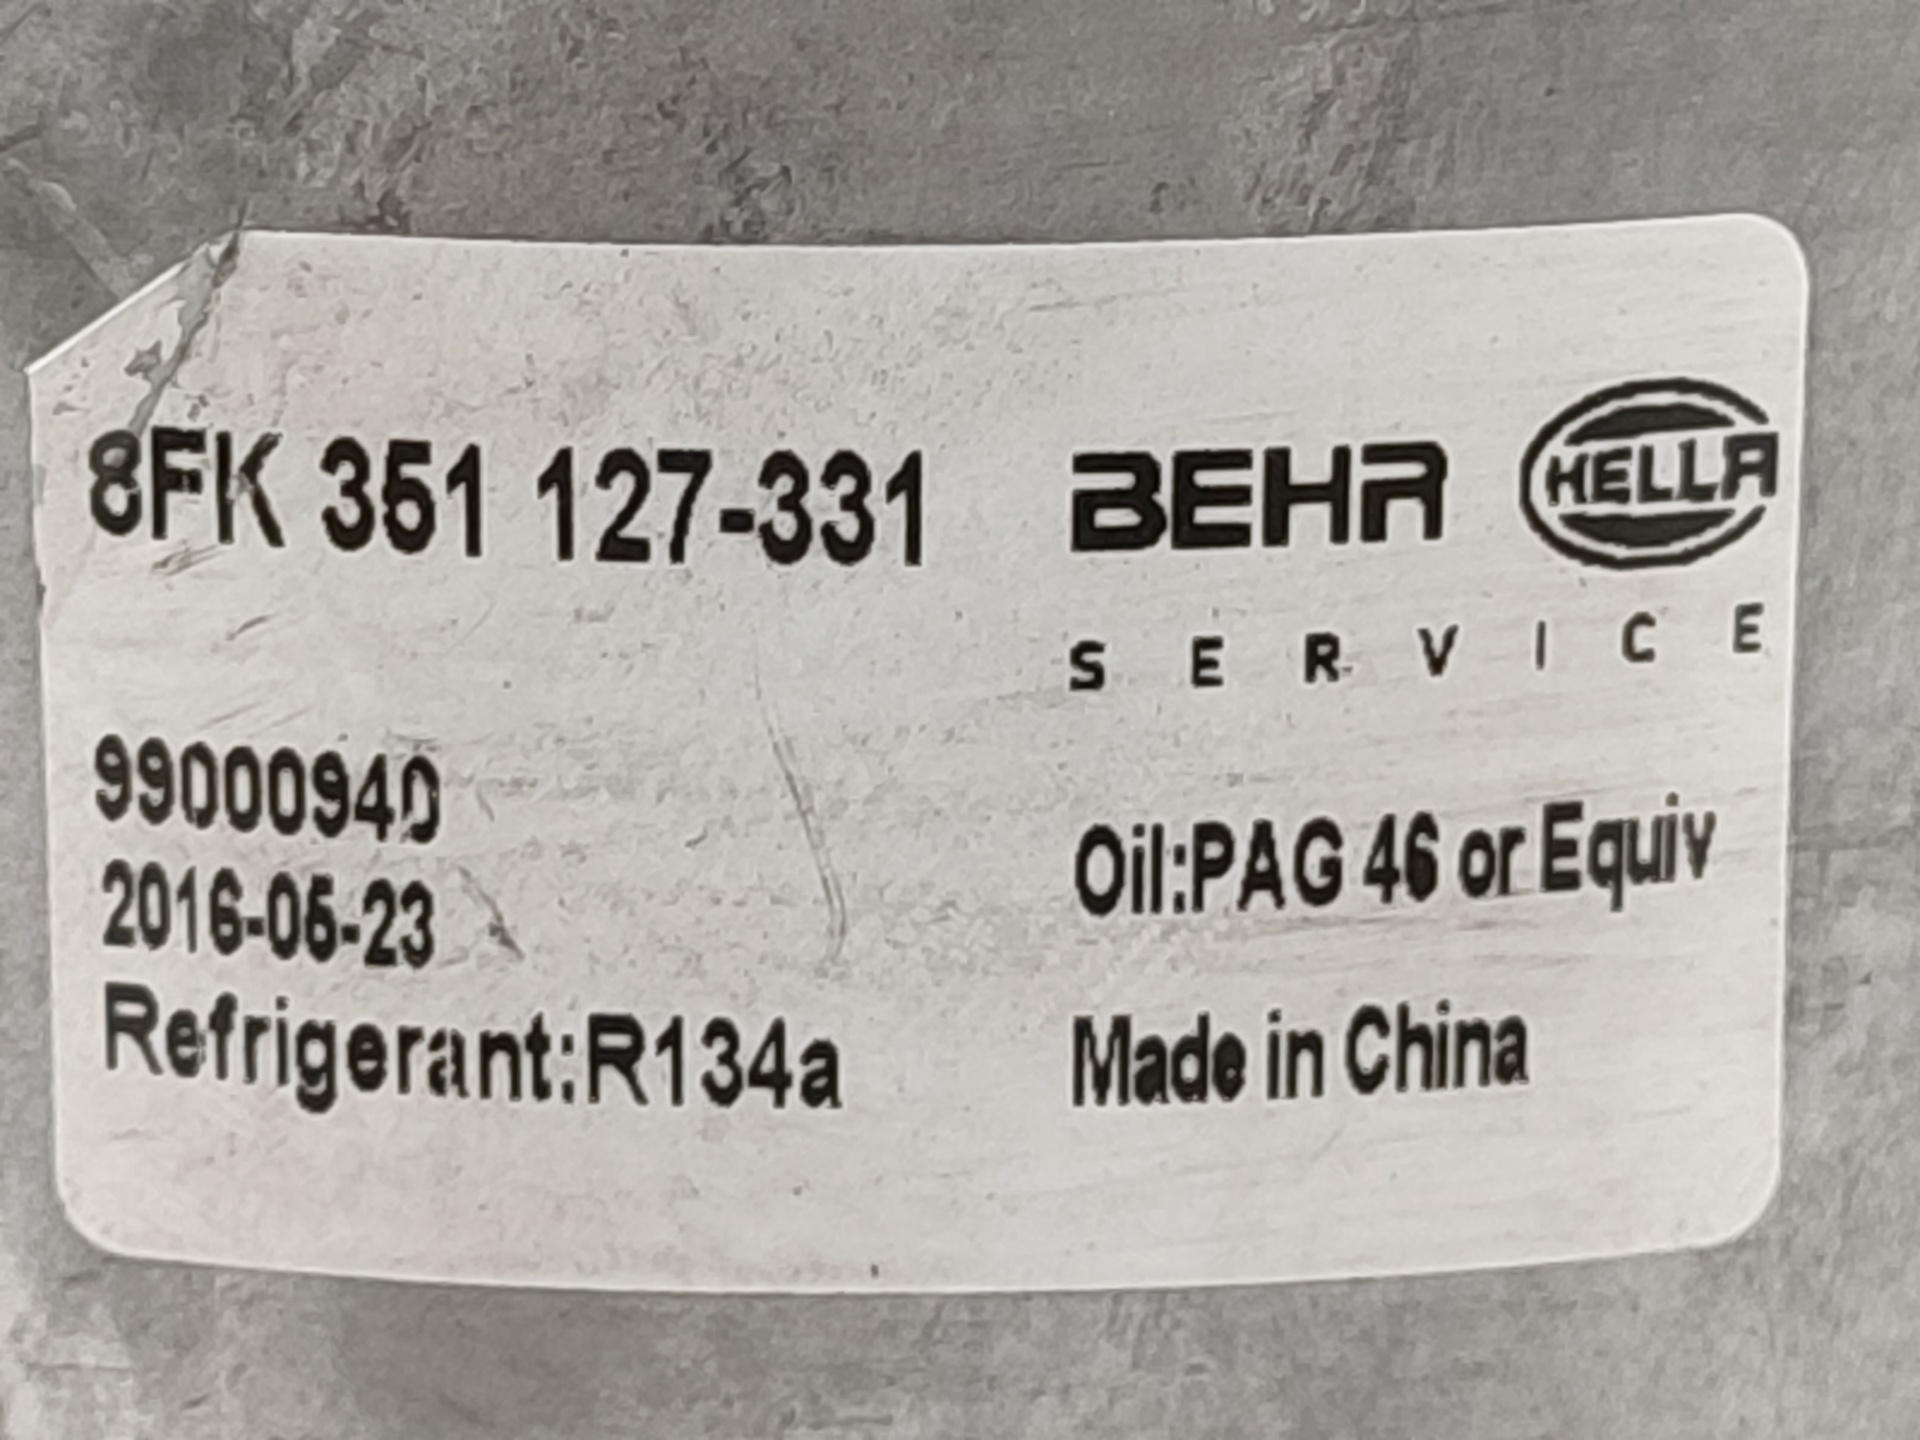 8FK 351 127-331
BEHR HELLA
SERVICE
99000940
2016-05-23
Refrigerant:R134a
Oil:PAG 46 or Equiv
Made in China